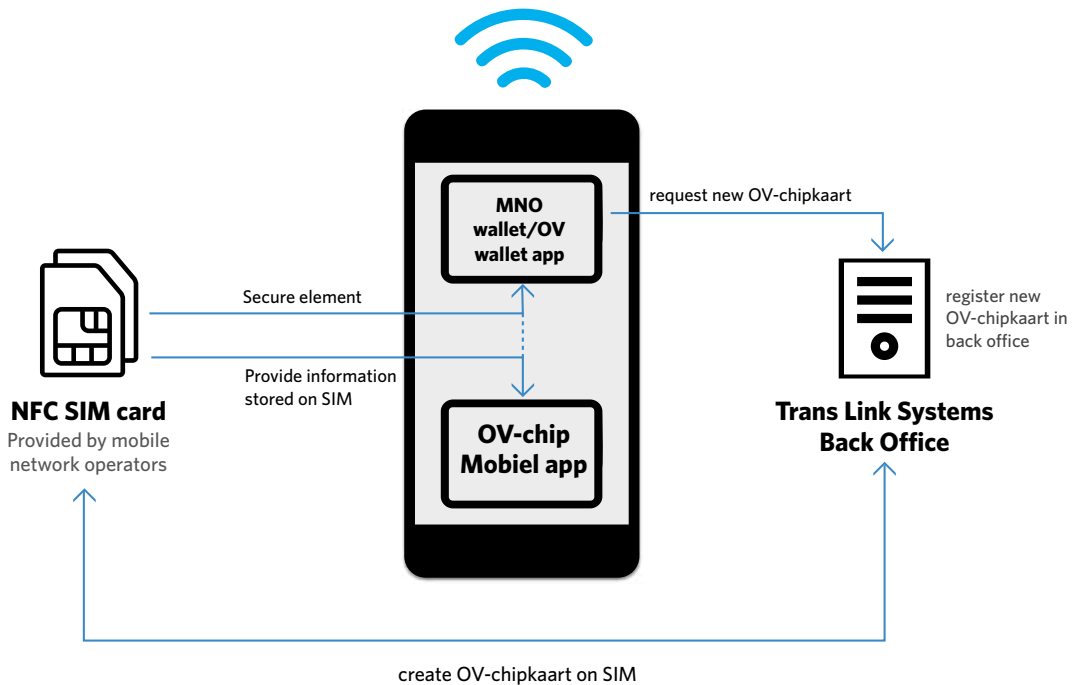 MNO
wallet/OV
wallet app
request new OV-chipkaart
Secure element
Provide information
stored on SIM
NFC SIM card
Provided by mobile
network operators
OV-chip
Mobiel app
register new
OV-chipkaart in
back office
Trans Link Systems
Back Office
create OV-chipkaart on SIM